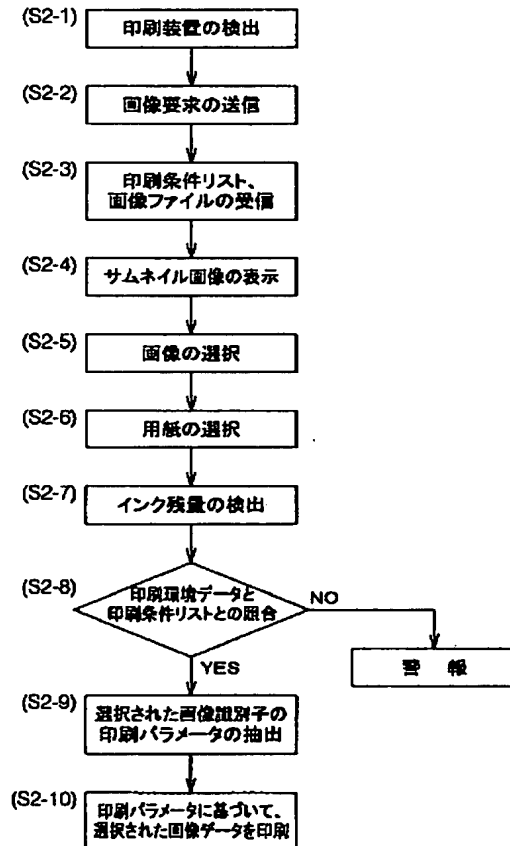 (S2-1)
印刷装置の検出
(S2-2)
画像要求の送信
(S2-3)
印刷条件リスト、
画像ファイルの受信
(S2-4)
サムネイル画像の表示
(S2-5)
画像の選択
(S2-6)
用紙の選択
(S2-7)
インク残量の検出
(S2-8)
印刷環境データと
印刷条件リストとの照合
NO
YES
警 報
(S2-9)
選択された画像識別子の
印刷パラメータの抽出
(S2-10)
印刷パラメータに基づいて、
選択された画像データを印刷